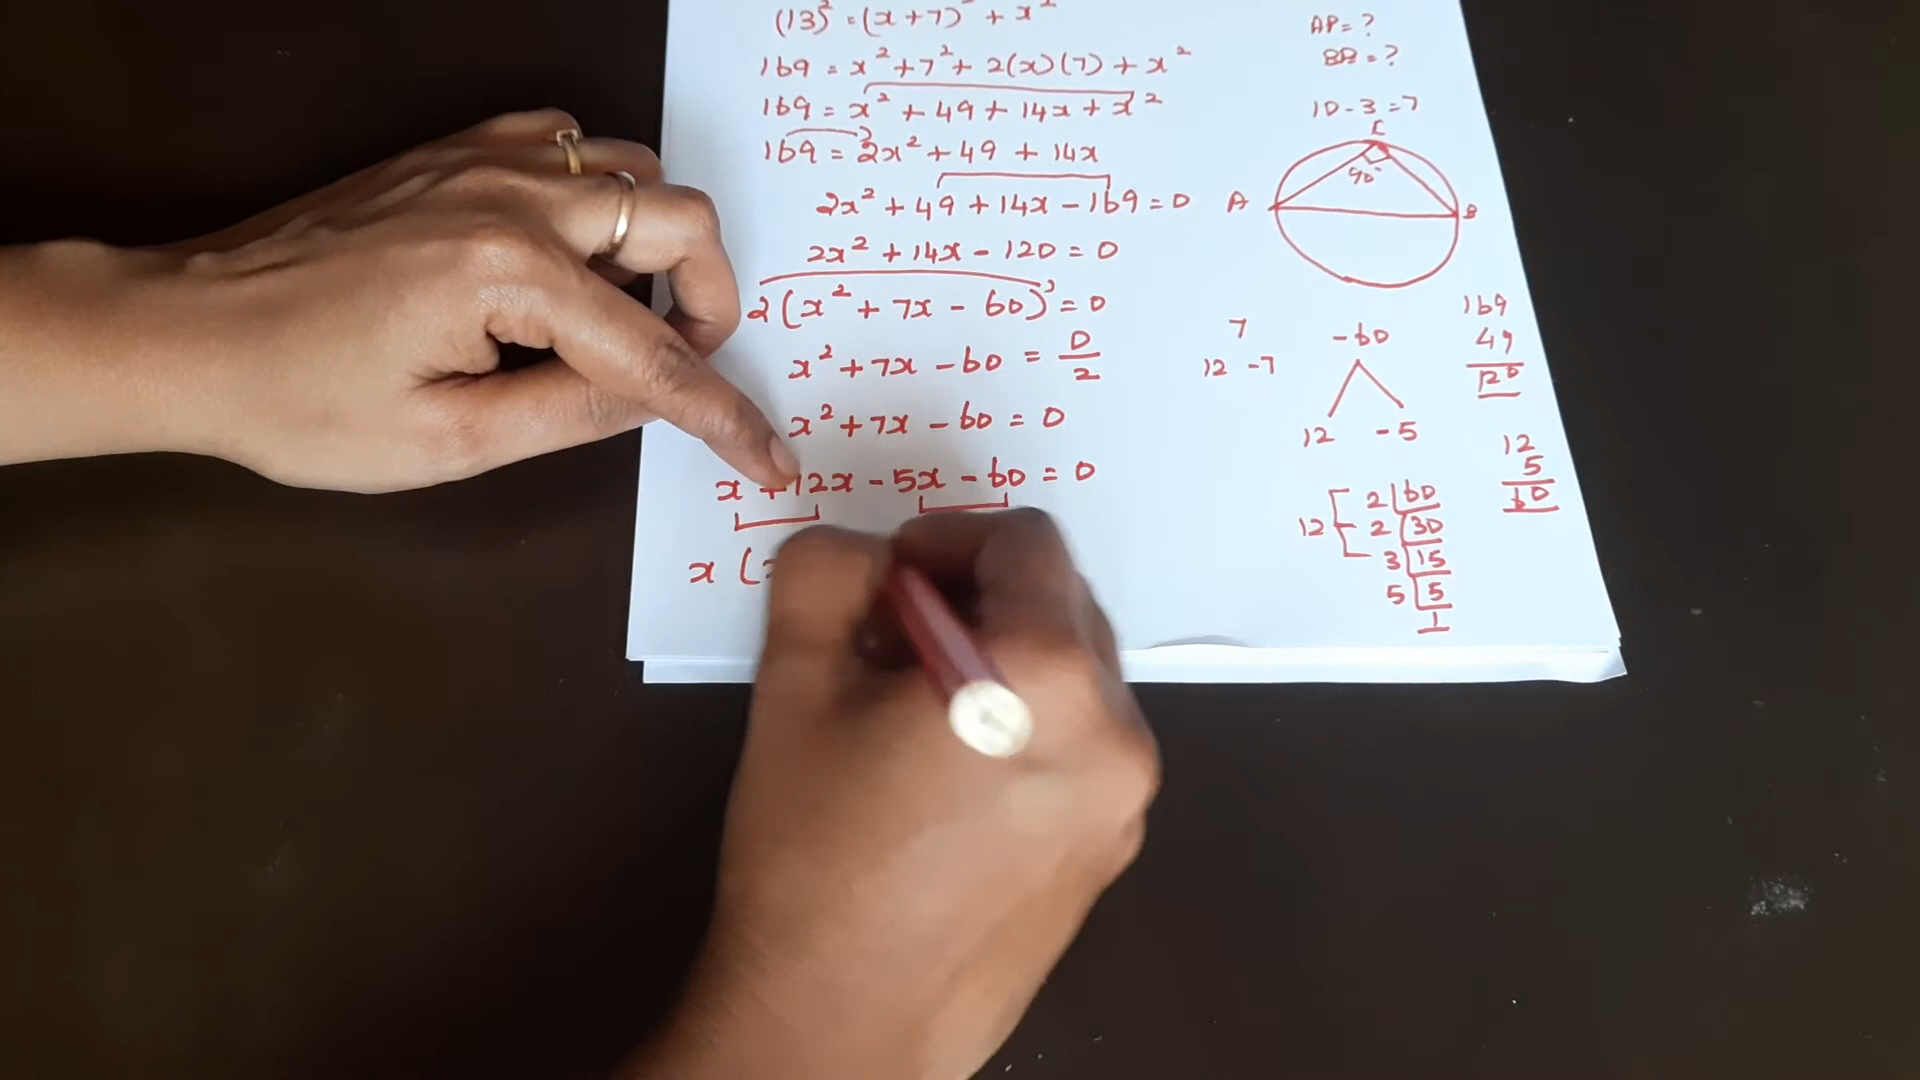 (13)² = (x+7)² + x²
169 = x² + 7² + 2(x)(7) + x²
169 = x² + 49 + 14x + x²
169 = 2x² + 49 + 14x
2x² + 49 + 14x - 169 = 0
2x² + 14x - 120 = 0
2(x² + 7x - 60) = 0
x² + 7x - 60 = 0/2
x² + 7x - 60 = 0
x + 12x - 5x - 60 = 0
x (
AP = ?
= ?
10 - 3 = 7
90°
A
B
7
12 -7
-60
12 -5
169
49
120
12
5
60
12
2 60
2 30
3 15
5 5
1